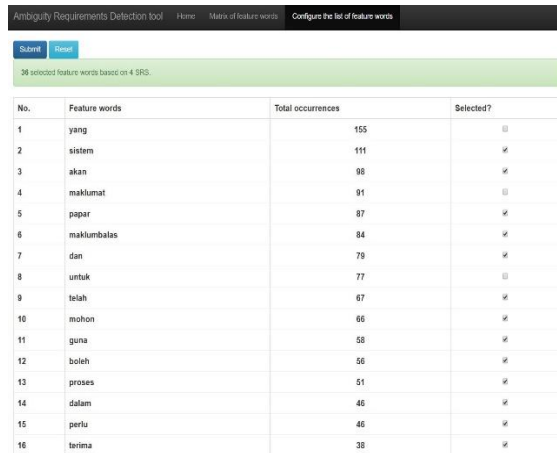 Ambiguity Requirements Detection tool Home Matrix of feature words Configure the list of feature words
Submit Reset
36 selected feature words based on 4 SRS.
No. Feature words Total occurrences Selected?
1 yang 155
2 sistem 111
3 akan 98
4 maklumat 91
5 papar 87
6 maklumbalas 84
7 dan 79
8 untuk 77
9 telah 67
10 mohon 66
11 guna 58
12 boleh 56
13 proses 51
14 dalam 46
15 perlu 46
16 terima 38